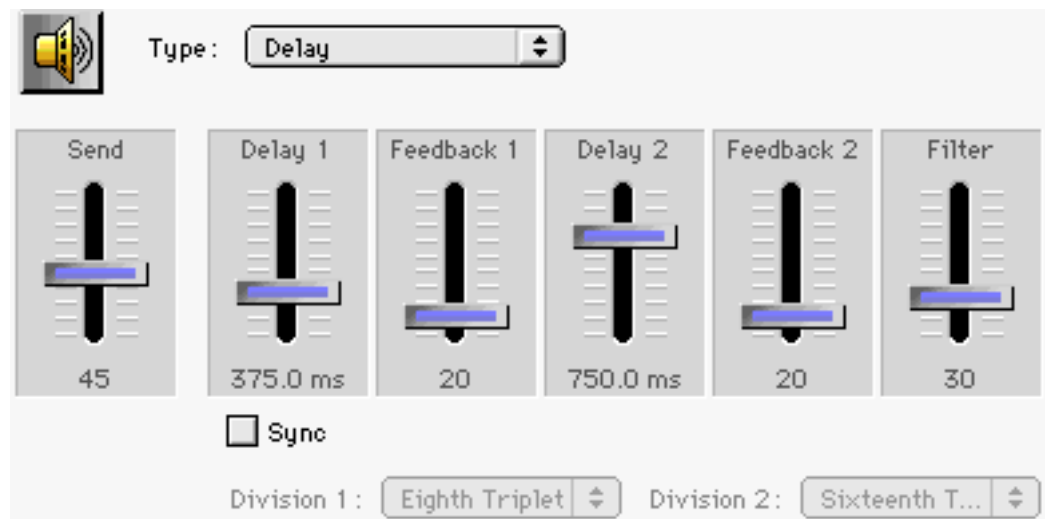 Type: Delay
Send Delay 1 Feedback 1 Delay 2 Feedback 2 Filter
45 375.0 ms 20 750.0 ms 20 30
Sync
Division 1: Eighth Triplet Division 2: Sixteenth T...